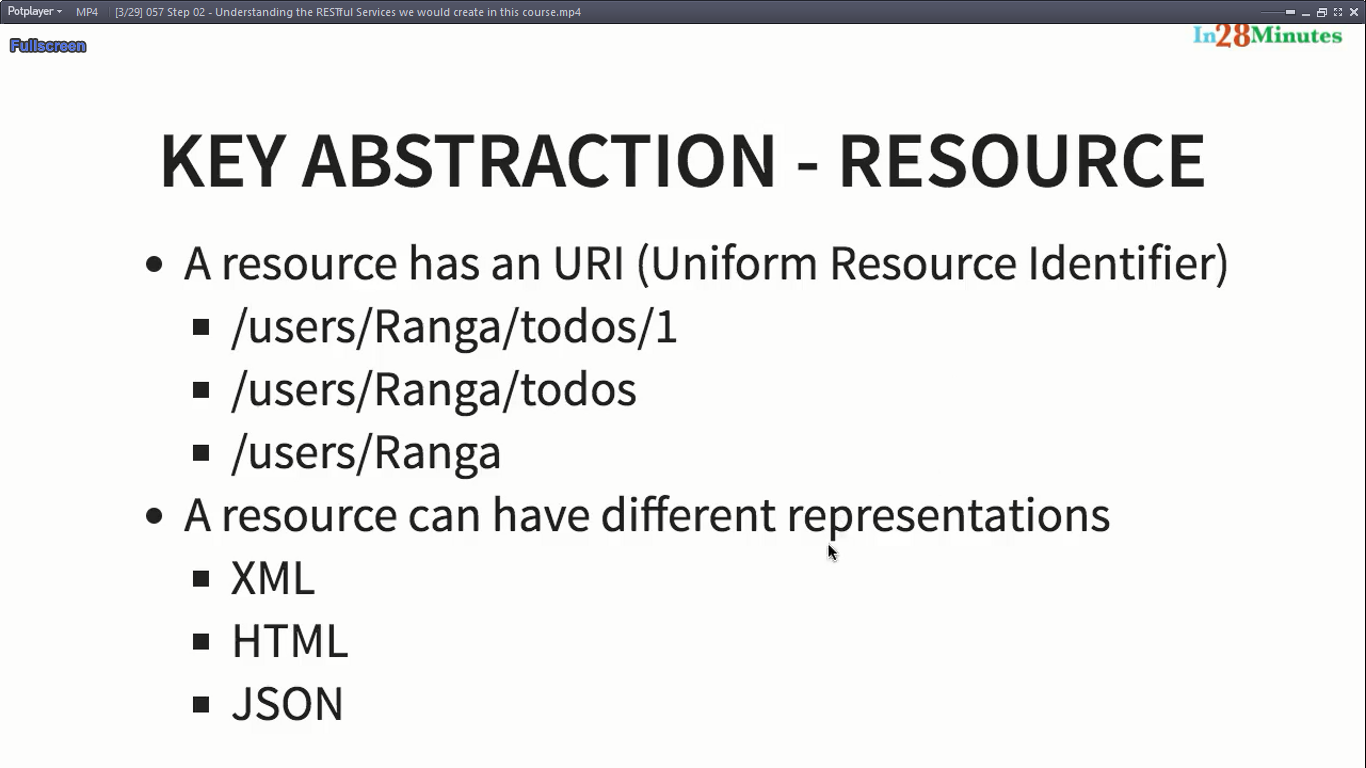 Potplayer MP4 [3/29] 057 Step 02 - Understanding the RESTful Services we would create in this course.mp4
Fullscreen
In28Minutes
KEY ABSTRACTION - RESOURCE
A resource has an URI (Uniform Resource Identifier)
/users/Ranga/todos/1
/users/Ranga/todos
/users/Ranga
A resource can have different representations
XML
HTML
JSON